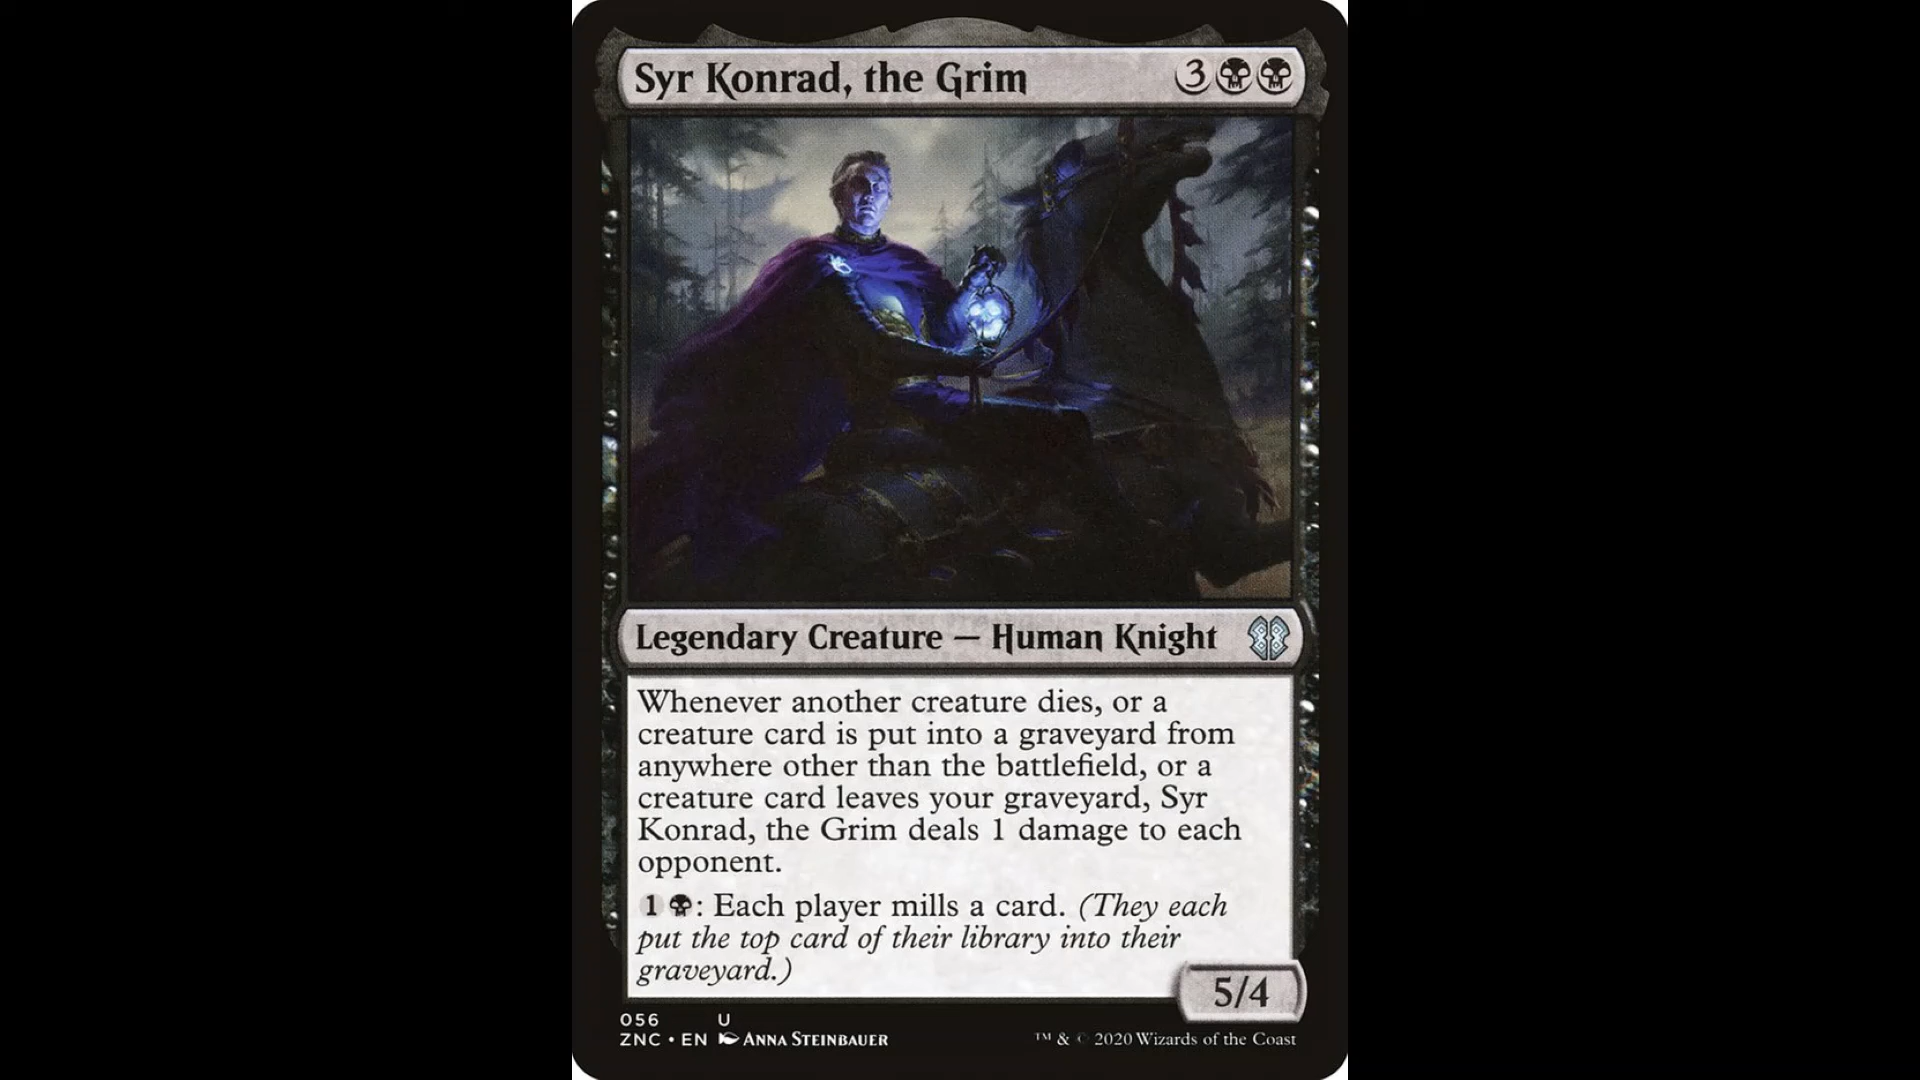 Syr Konrad, the Grim 3
Legendary Creature — Human Knight
Whenever another creature dies, or a
creature card is put into a graveyard from
anywhere other than the battlefield, or a
creature card leaves your graveyard, Syr
Konrad, the Grim deals 1 damage to each
opponent.
1 : Each player mills a card. (They each
put the top card of their library into their
graveyard.)
5/4
056 U
ZNC • EN ANNA STEINBAUER
™ & © 2020 Wizards of the Coast